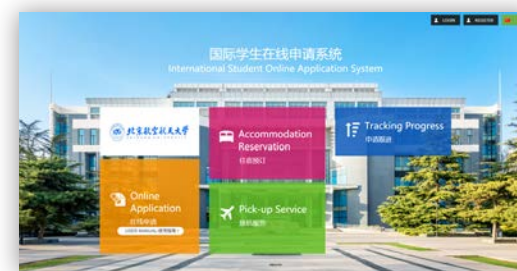 LOGIN
REGISTER
国际学生在线申请系统
International Student Online Application System
北京航空航天大学
Accommodation
Reservation
住宿预订
Tracking Progress
申请跟进
Online
Application
在线申请
USER MANUAL 使用指南
Pick-up Service
接机服务